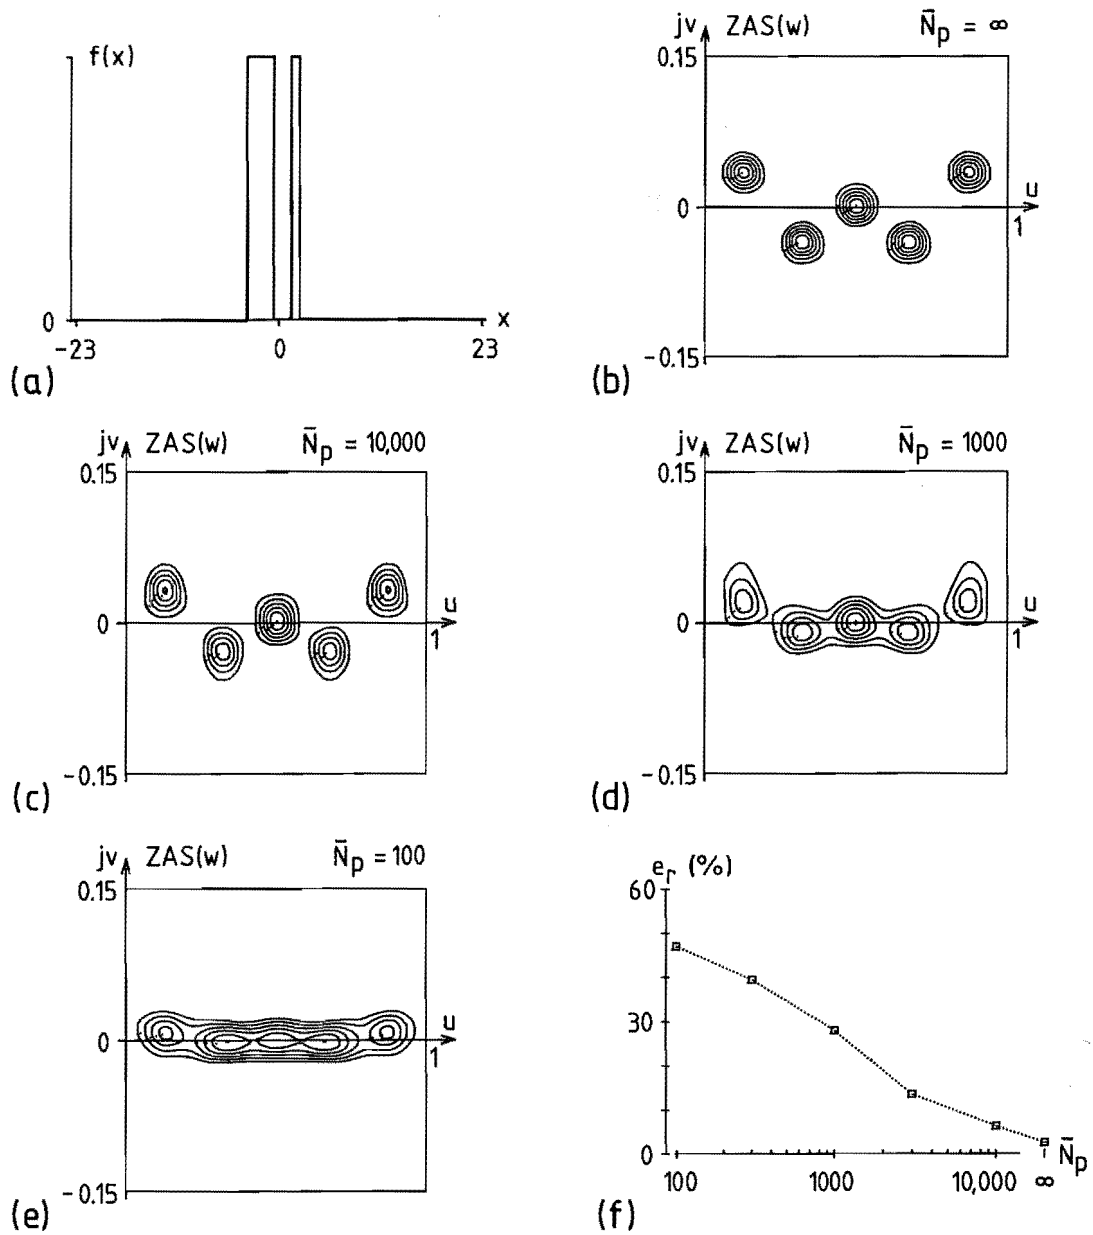 f(x)
0
-23 0 23 x
(a)
jv ZAS(w) N̄p = ∞
0.15
0 u
1
-0.15
(b)
jv ZAS(w) N̄p = 10,000
0.15
0 u
1
-0.15
(c)
jv ZAS(w) N̄p = 1000
0.15
0 u
1
-0.15
(d)
jv ZAS(w) N̄p = 100
0.15
0 u
1
-0.15
(e)
er (%)
60
30
0 N̄p
100 1000 10,000 ∞
(f)